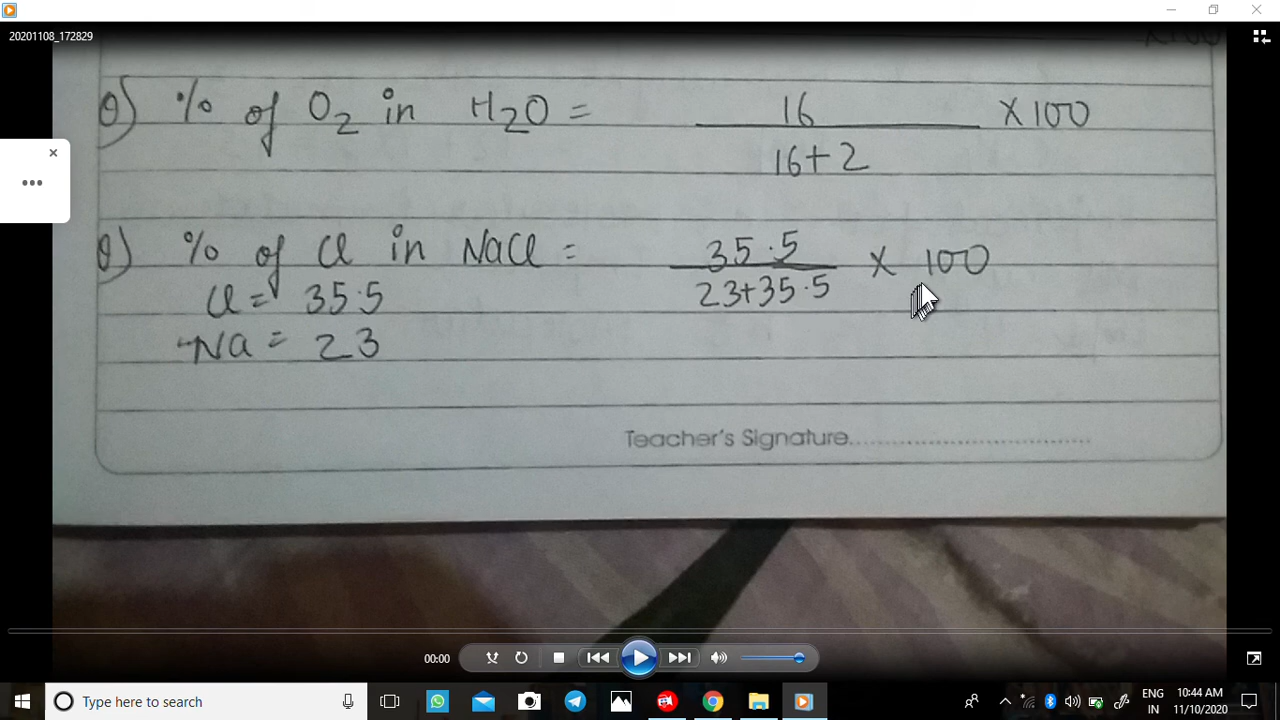 20201108_172829
θ) % of O2 in H2O = 16 / 16+2 X100
θ) % of Cl in NaCl = 35.5 / 23+35.5 x 100
Cl = 35.5
Na = 23
Teacher's Signature
00:00
Type here to search
ENG
IN
10:44 AM
11/10/2020